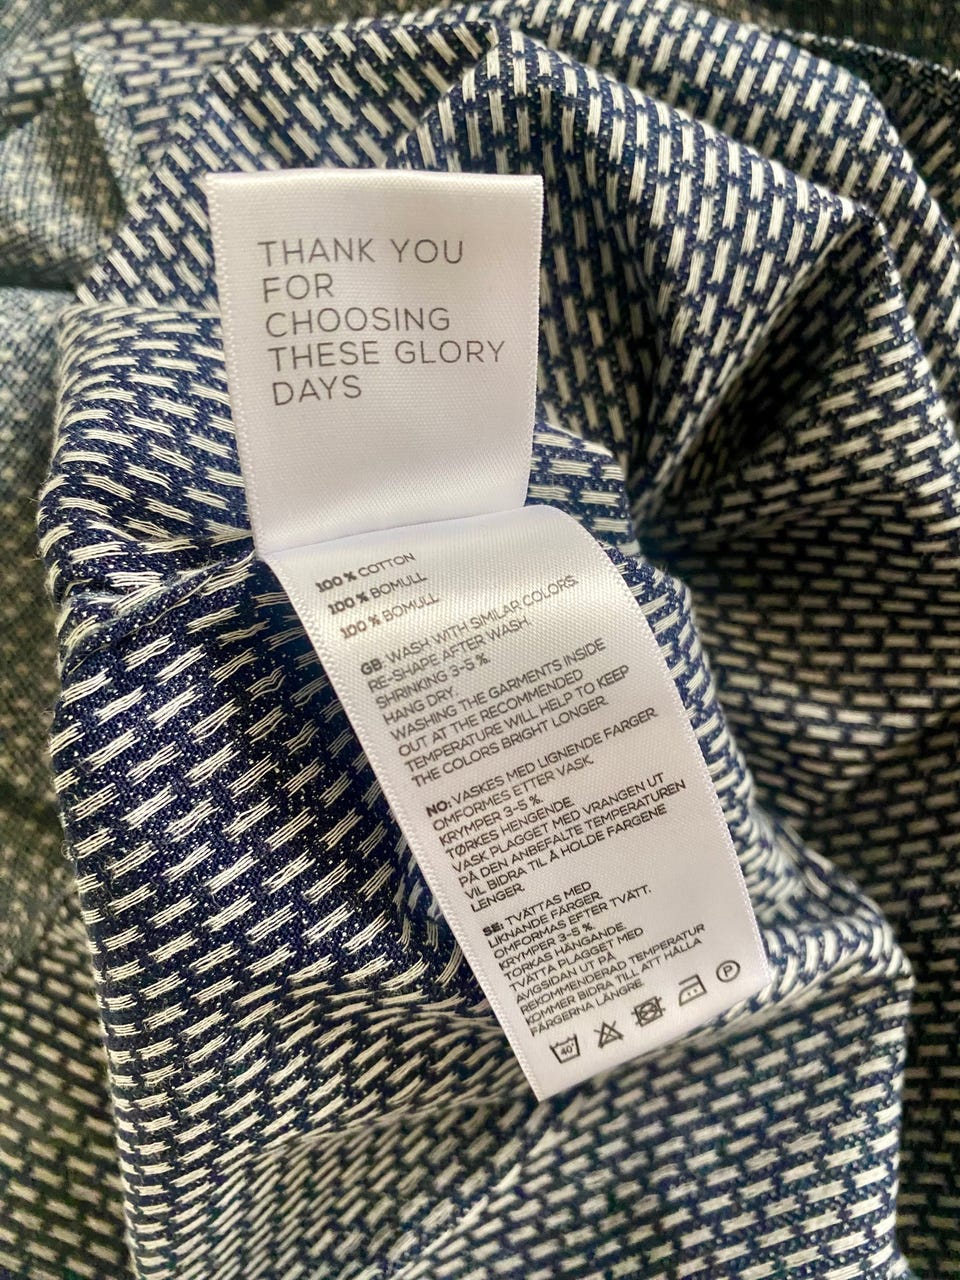 THANK YOU
FOR
CHOOSING
THESE GLORY
DAYS
100 % COTTON
100 % BOMULL
100 % BOMULL
GB: WASH WITH SIMILAR COLORS.
RE-SHAPE AFTER WASH.
SHRINKING 3-5 %.
HANG DRY.
WASHING THE GARMENTS INSIDE
OUT AT THE RECOMMENDED
TEMPERATURE WILL HELP TO KEEP
THE COLORS BRIGHT LONGER.
NO: VASKES MED LIGNENDE FARGER.
OMFORMES ETTER VASK.
KRYMPER 3-5 %.
TØRKES HENGENDE.
VASK PLAGGET MED VRANGEN UT
PÅ DEN ANBEFALTE TEMPERATUREN
VIL BIDRA TIL Å HOLDE FARGENE
LENGER.
SE: TVÄTTAS MED
LIKNANDE FÄRGER.
OMFORMAS EFTER TVÄTT.
KRYMPER 3-5 %.
TORKAS HÄNGANDE.
TVÄTTA PLAGGET MED
AVIGSIDAN UT PÅ
REKOMMENDERAD TEMPERATUR
KOMMER BIDRA TILL ATT HÅLLA
FÄRGERNA LÄNGRE.
40° P